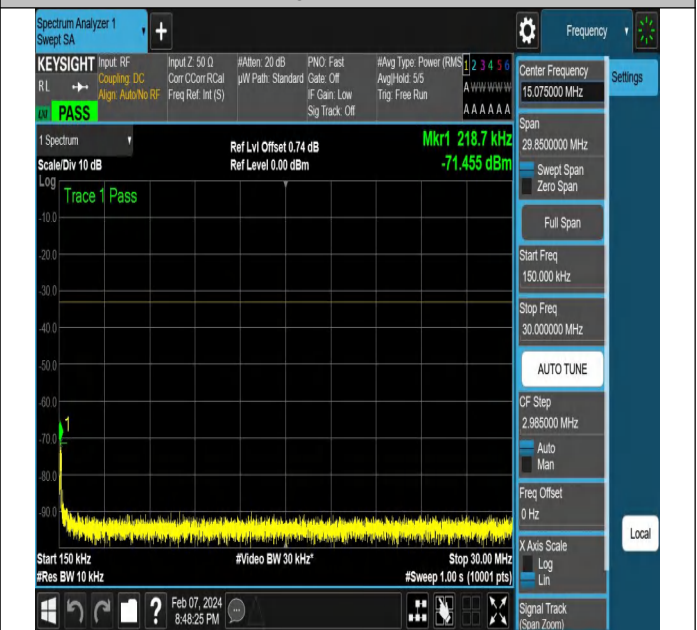 Spectrum Analyzer 1
Swept SA
+
Frequency
KEYSIGHT
RL
PASS
Input: RF
Coupling: DC
Align: Auto/No RF
Input Z: 50 Ω
Corr CCorr RCal
Freq Ref: Int (S)
#Atten: 20 dB
µW Path: Standard
PNO: Fast
Gate: Off
IF Gain: Low
Sig Track: Off
#Avg Type: Power (RMS
Avg|Hold: 5/5
Trig: Free Run
1 2 3 4 5 6
A W W W W W
A A A A A A
1 Spectrum
Scale/Div 10 dB
Ref Lvl Offset 0.74 dB
Ref Level 0.00 dBm
Mkr1 218.7 kHz
-71.455 dBm
Log
Trace 1 Pass
-10.0
-20.0
-30.0
-40.0
-50.0
-60.0
-70.0
-80.0
-90.0
1
Start 150 kHz
#Res BW 10 kHz
#Video BW 30 kHz*
Stop 30.00 MHz
#Sweep 1.00 s (10001 pts)
?
Feb 07, 2024
8:48:25 PM
Settings
Center Frequency
15.075000 MHz
Span
29.8500000 MHz
Swept Span
Zero Span
Full Span
Start Freq
150.000 kHz
Stop Freq
30.000000 MHz
AUTO TUNE
CF Step
2.985000 MHz
Auto
Man
Freq Offset
0 Hz
X Axis Scale
Log
Lin
Signal Track
(Span Zoom)
Local